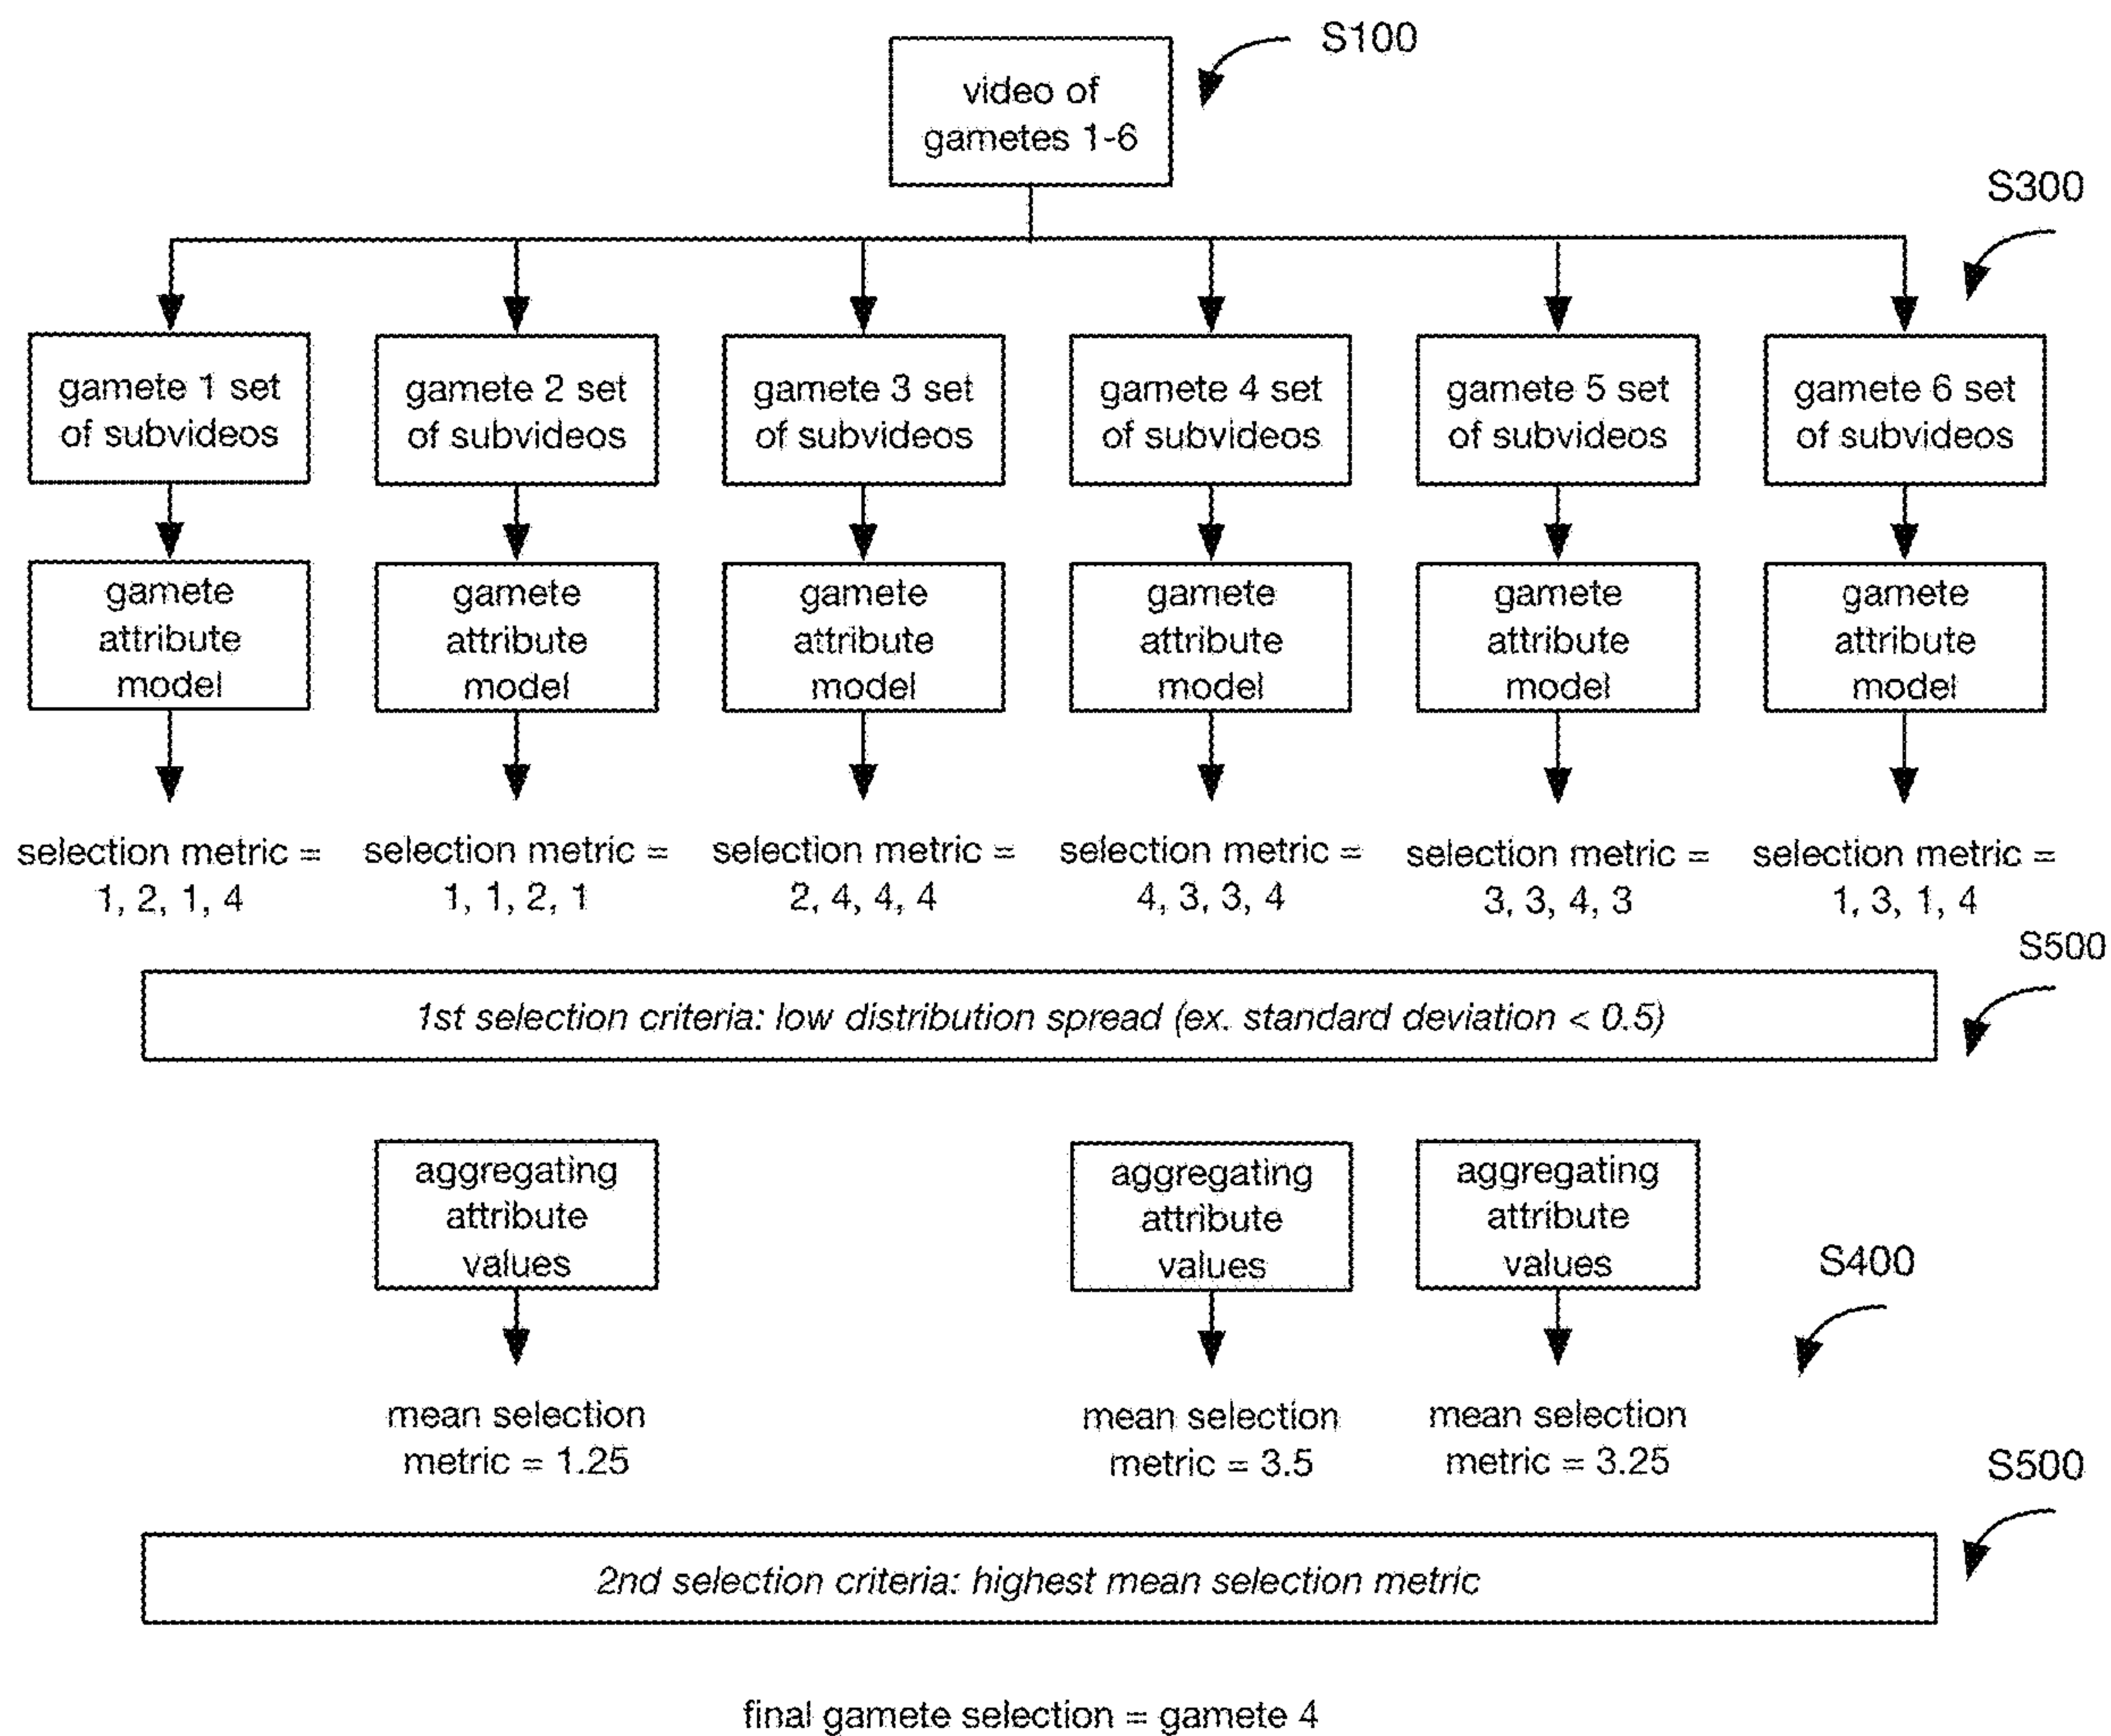 S100
video of
gametes 1-6
S300
gamete 1 set
of subvideos
gamete 2 set
of subvideos
gamete 3 set
of subvideos
gamete 4 set
of subvideos
gamete 5 set
of subvideos
gamete 6 set
of subvideos
gamete
attribute
model
gamete
attribute
model
gamete
attribute
model
gamete
attribute
model
gamete
attribute
model
gamete
attribute
model
selection metric =
1, 2, 1, 4
selection metric =
1, 1, 2, 1
selection metric =
2, 4, 4, 4
selection metric =
4, 3, 3, 4
selection metric =
3, 3, 4, 3
selection metric =
1, 3, 1, 4
S500
1st selection criteria: low distribution spread (ex. standard deviation < 0.5)
aggregating
attribute
values
aggregating
attribute
values
aggregating
attribute
values
S400
mean selection
metric = 1.25
mean selection
metric = 3.5
mean selection
metric = 3.25
S500
2nd selection criteria: highest mean selection metric
final gamete selection = gamete 4